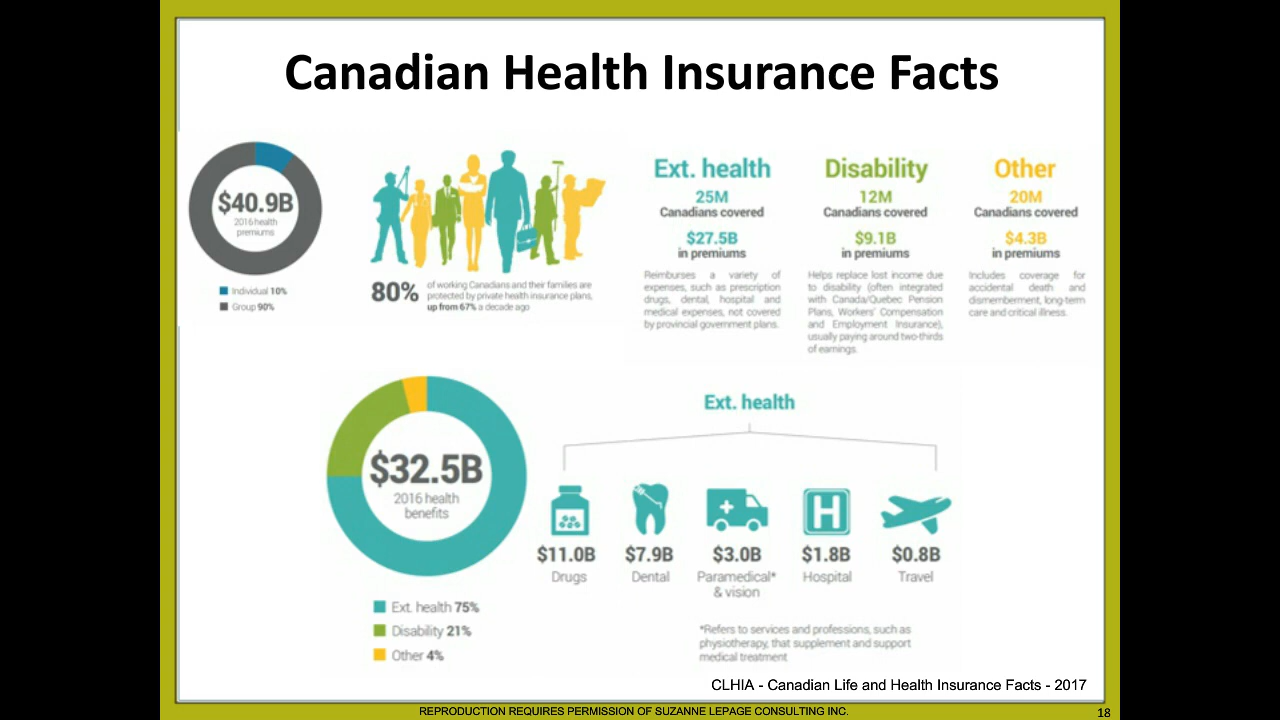 Canadian Health Insurance Facts
$40.9B
2016 health
premiums
Individual 10%
Group 90%
80%
of working Canadians and their families are
protected by private health insurance plans,
up from 67% a decade ago
Ext. health
25M
Canadians covered
$27.5B
in premiums
Reimburses a variety of
expenses, such as prescription
drugs, dental, hospital and
medical expenses, not covered
by provincial government plans.
Disability
12M
Canadians covered
$9.1B
in premiums
Helps replace lost income due
to disability (often integrated
with Canada/Quebec Pension
Plans, Workers' Compensation
and Employment Insurance),
usually paying around two-thirds
of earnings.
Other
20M
Canadians covered
$4.3B
in premiums
Includes coverage for
accidental death and
dismemberment, long-term
care and critical illness.
$32.5B
2016 health
benefits
Ext. health 75%
Disability 21%
Other 4%
Ext. health
H
$11.0B
Drugs
$7.9B
Dental
$3.0B
Paramedical*
& vision
$1.8B
Hospital
$0.8B
Travel
*Refers to services and professions, such as
physiotherapy, that supplement and support
medical treatment
CLHIA - Canadian Life and Health Insurance Facts - 2017
REPRODUCTION REQUIRES PERMISSION OF SUZANNE LEPAGE CONSULTING INC.
18